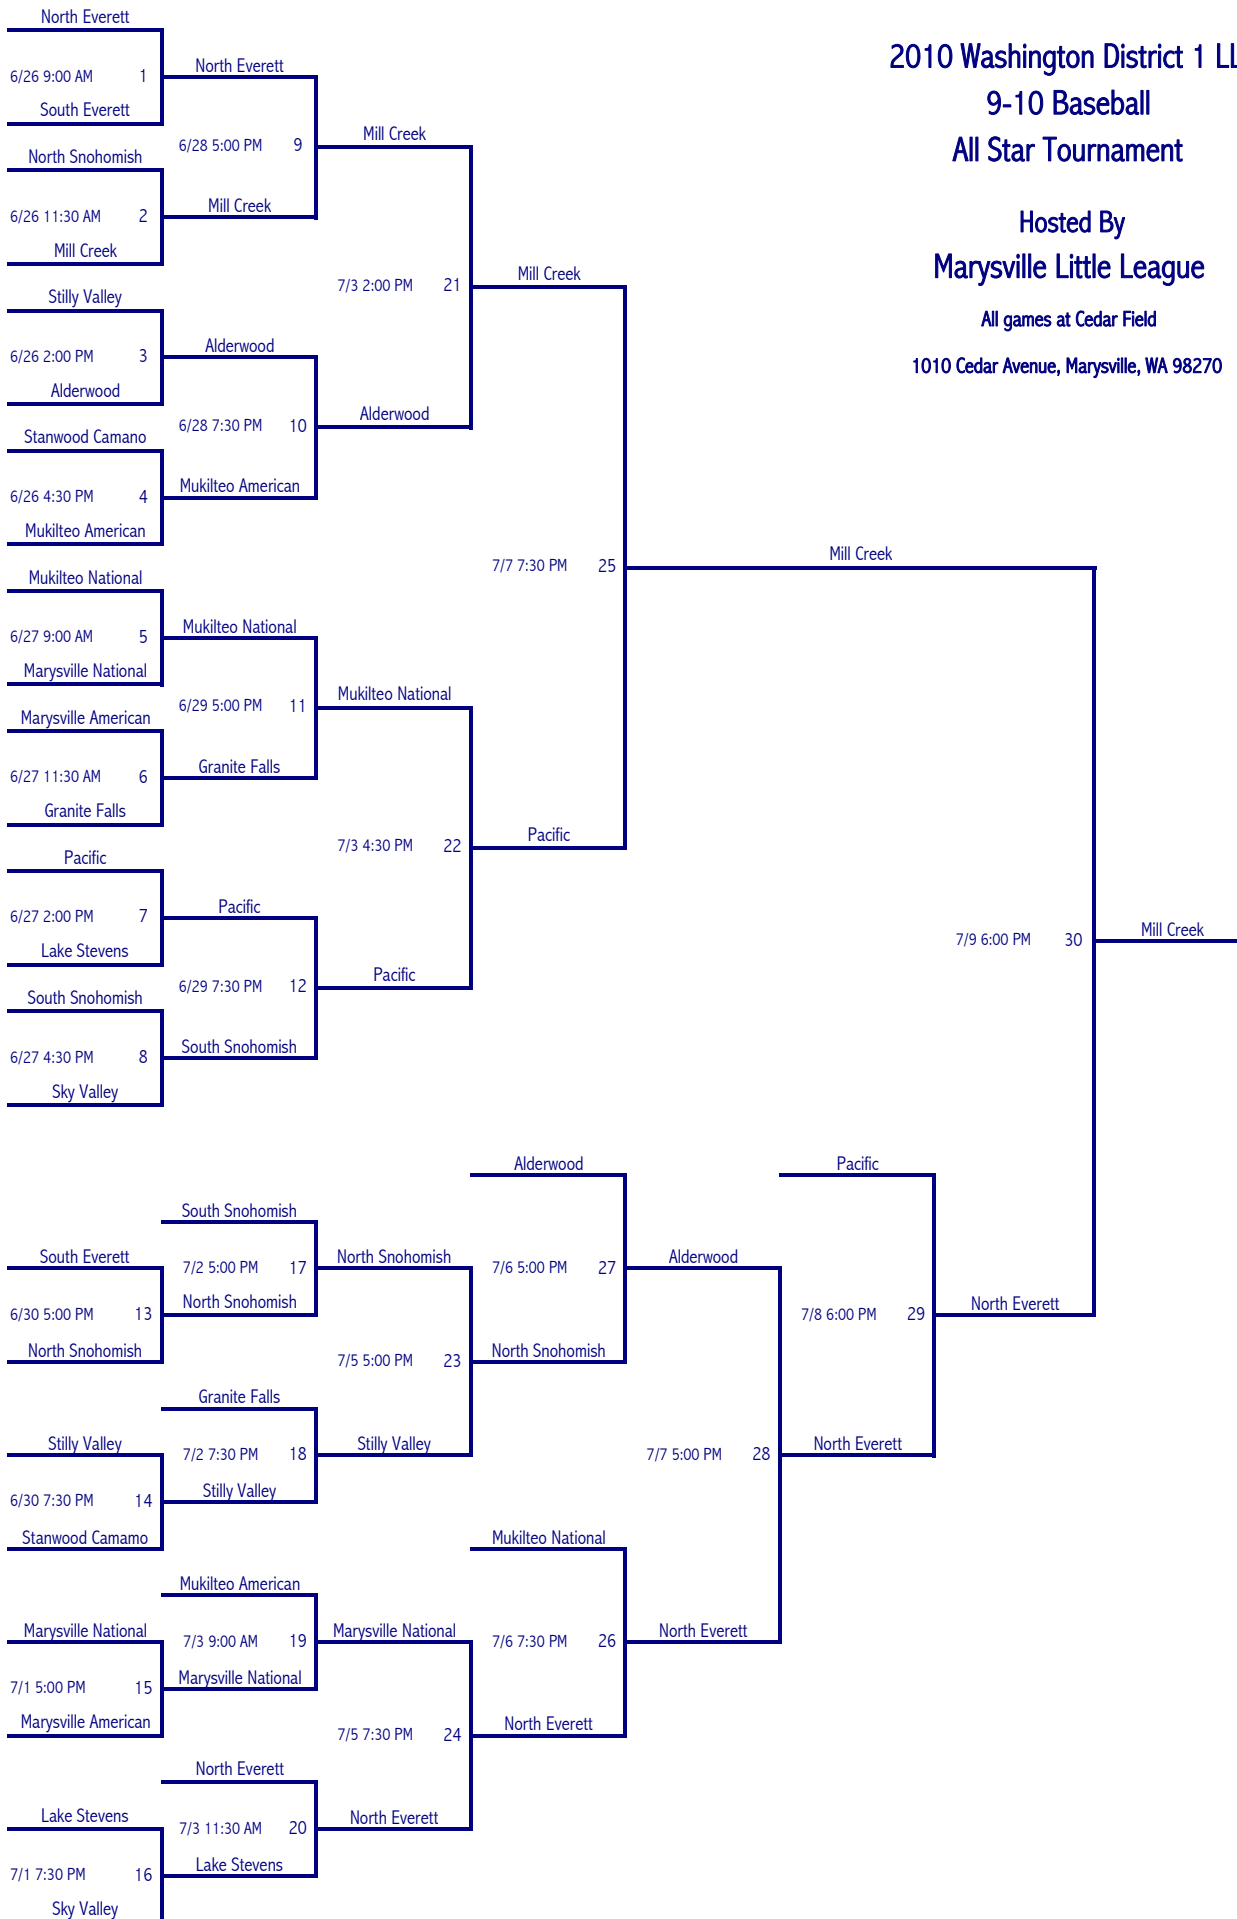 North Everett
2010 Washington District 1 LL
9-10 Baseball
All Star Tournament
Hosted By
Marysville Little League
All games at Cedar Field
1010 Cedar Avenue, Marysville, WA 98270
6/26 9:00 AM 1
North Everett
South Everett
6/28 5:00 PM 9
Mill Creek
North Snohomish
6/26 11:30 AM 2
Mill Creek
Mill Creek
7/3 2:00 PM 21
Mill Creek
Stilly Valley
6/26 2:00 PM 3
Alderwood
Alderwood
6/28 7:30 PM 10
Alderwood
Stanwood Camano
6/26 4:30 PM 4
Mukilteo American
Mukilteo American
7/7 7:30 PM 25
Mill Creek
Mukilteo National
6/27 9:00 AM 5
Mukilteo National
Marysville National
6/29 5:00 PM 11
Mukilteo National
Marysville American
6/27 11:30 AM 6
Granite Falls
Granite Falls
7/3 4:30 PM 22
Pacific
Pacific
6/27 2:00 PM 7
Pacific
Lake Stevens
6/29 7:30 PM 12
Pacific
South Snohomish
6/27 4:30 PM 8
South Snohomish
Sky Valley
7/9 6:00 PM 30
Mill Creek
Alderwood
Pacific
South Snohomish
South Everett
7/2 5:00 PM 17
North Snohomish
7/6 5:00 PM 27
Alderwood
6/30 5:00 PM 13
North Snohomish
7/8 6:00 PM 29
North Everett
North Snohomish
7/5 5:00 PM 23
North Snohomish
Granite Falls
Stilly Valley
7/2 7:30 PM 18
Stilly Valley
7/7 5:00 PM 28
North Everett
6/30 7:30 PM 14
Stilly Valley
Stanwood Camamo
Mukilteo National
Mukilteo American
Marysville National
7/3 9:00 AM 19
Marysville National
7/6 7:30 PM 26
North Everett
7/1 5:00 PM 15
Marysville National
Marysville American
7/5 7:30 PM 24
North Everett
North Everett
Lake Stevens
7/3 11:30 AM 20
North Everett
7/1 7:30 PM 16
Lake Stevens
Sky Valley